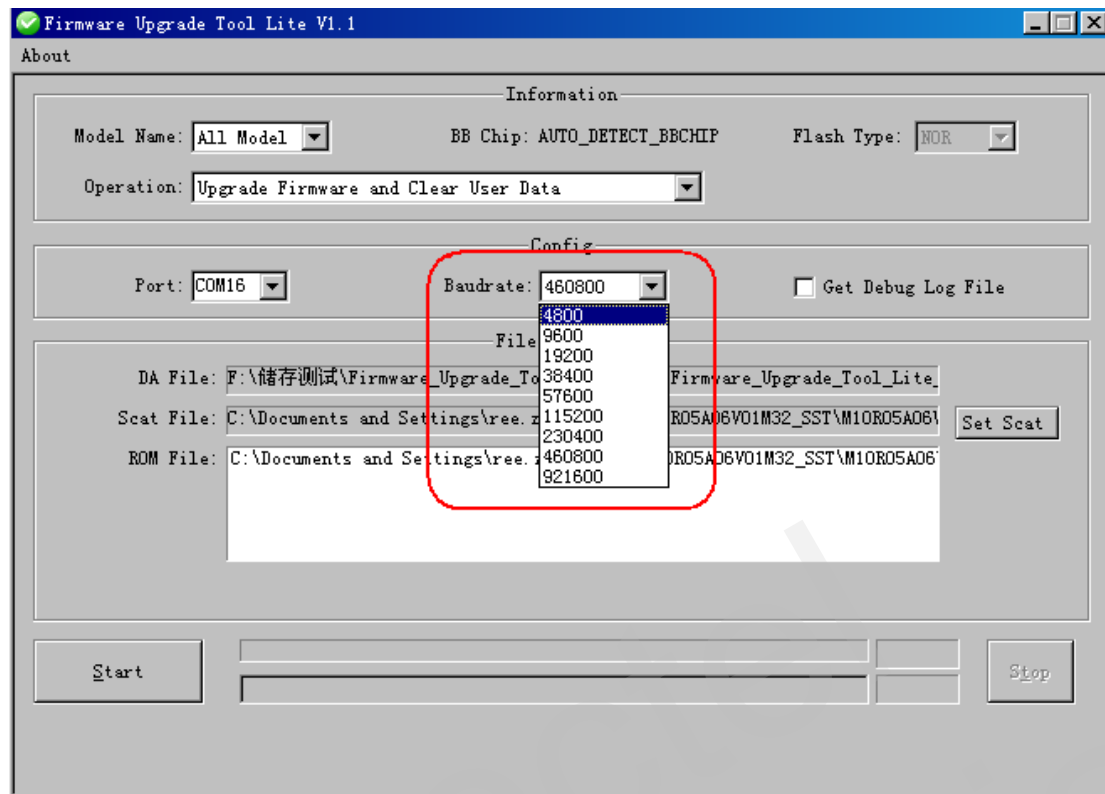 Firmware Upgrade Tool Lite V1.1
About
Information
Model Name: All Model BB Chip: AUTO_DETECT_BBCHIP Flash Type: NOR
Operation: Upgrade Firmware and Clear User Data
Config
Port: COM16 Baudrate: 460800 Get Debug Log File
4800
9600
19200
38400
57600
115200
230400
460800
921600
File
DA File: F:\储存测试\Firmware_Upgrade_To Firmware_Upgrade_Tool_Lite_
Scat File: C:\Documents and Settings\ree. R05A06V01M32_SST\M10R05A06\ Set Scat
ROM File: C:\Documents and Settings\ree. R05A06V01M32_SST\M10R05A06
Start Stop